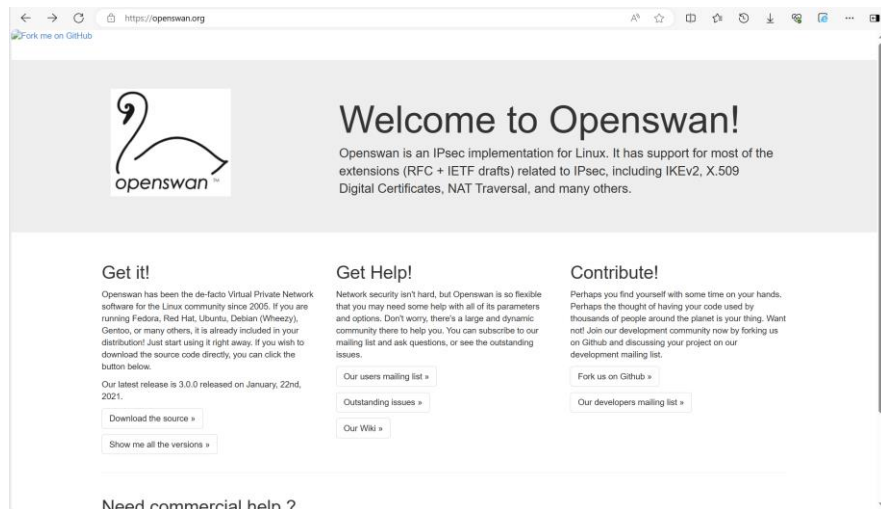 https://openswan.org
Fork me on GitHub
openswan
Welcome to Openswan!
Openswan is an IPsec implementation for Linux. It has support for most of the
extensions (RFC + IETF drafts) related to IPsec, including IKEv2, X.509
Digital Certificates, NAT Traversal, and many others.
Get it!
Openswan has been the de-facto Virtual Private Network
software for the Linux community since 2005. If you are
running Fedora, Red Hat, Ubuntu, Debian (Wheezy),
Gentoo, or many others, it is already included in your
distribution! Just start using it right away. If you wish to
download the source code directly, you can click the
button below.
Our latest release is 3.0.0 released on January, 22nd,
2021.
Download the source »
Show me all the versions »
Get Help!
Network security isn't hard, but Openswan is so flexible
that you may need some help with all of its parameters
and options. Don't worry, there's a large and dynamic
community there to help you. You can subscribe to our
mailing list and ask questions, or see the outstanding
issues.
Our users mailing list »
Outstanding issues »
Our Wiki »
Contribute!
Perhaps you find yourself with some time on your hands.
Perhaps the thought of having your code used by
thousands of people around the planet is your thing. Want
not! Join our development community now by forking us
on Github and discussing your project on our
development mailing list.
Fork us on Github »
Our developers mailing list »
Need commercial help ?